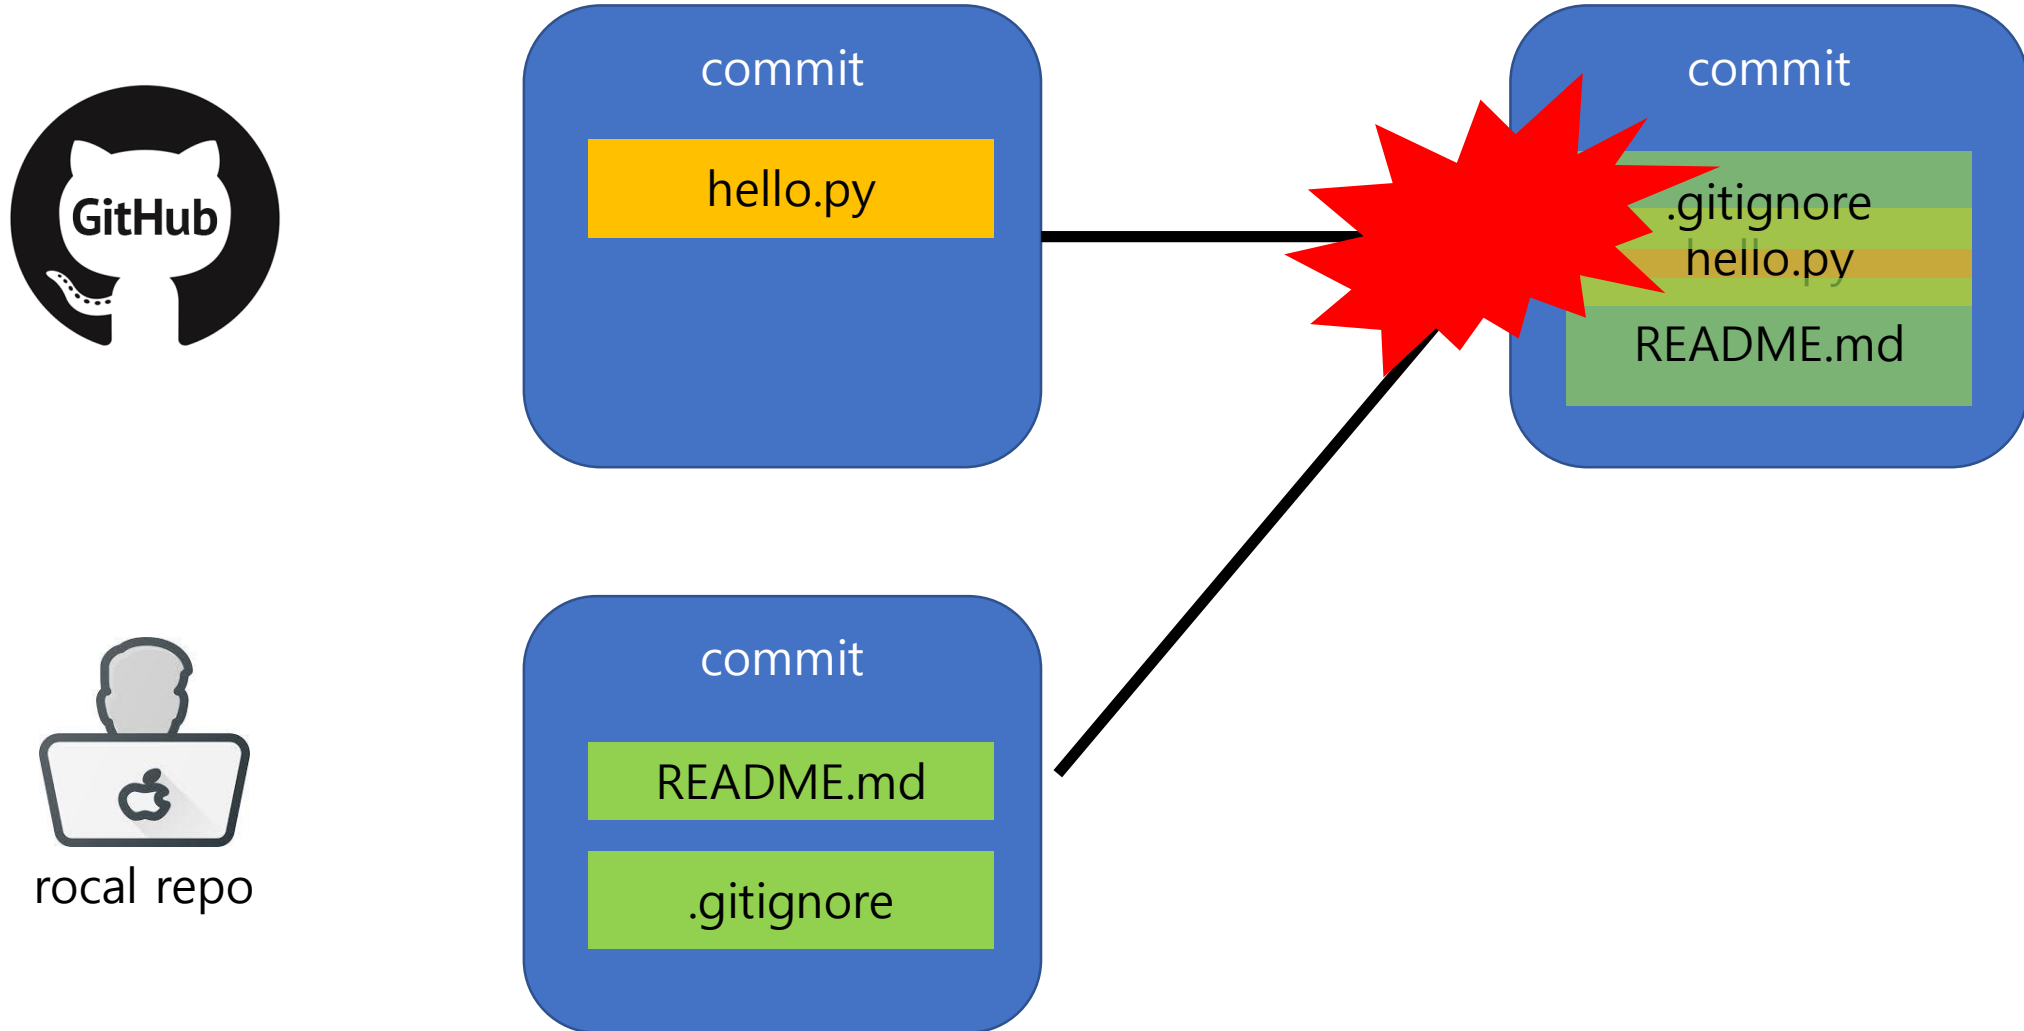 GitHub
commit
hello.py
commit
.gitignore
hello.py
README.md
rocal repo
commit
README.md
.gitignore